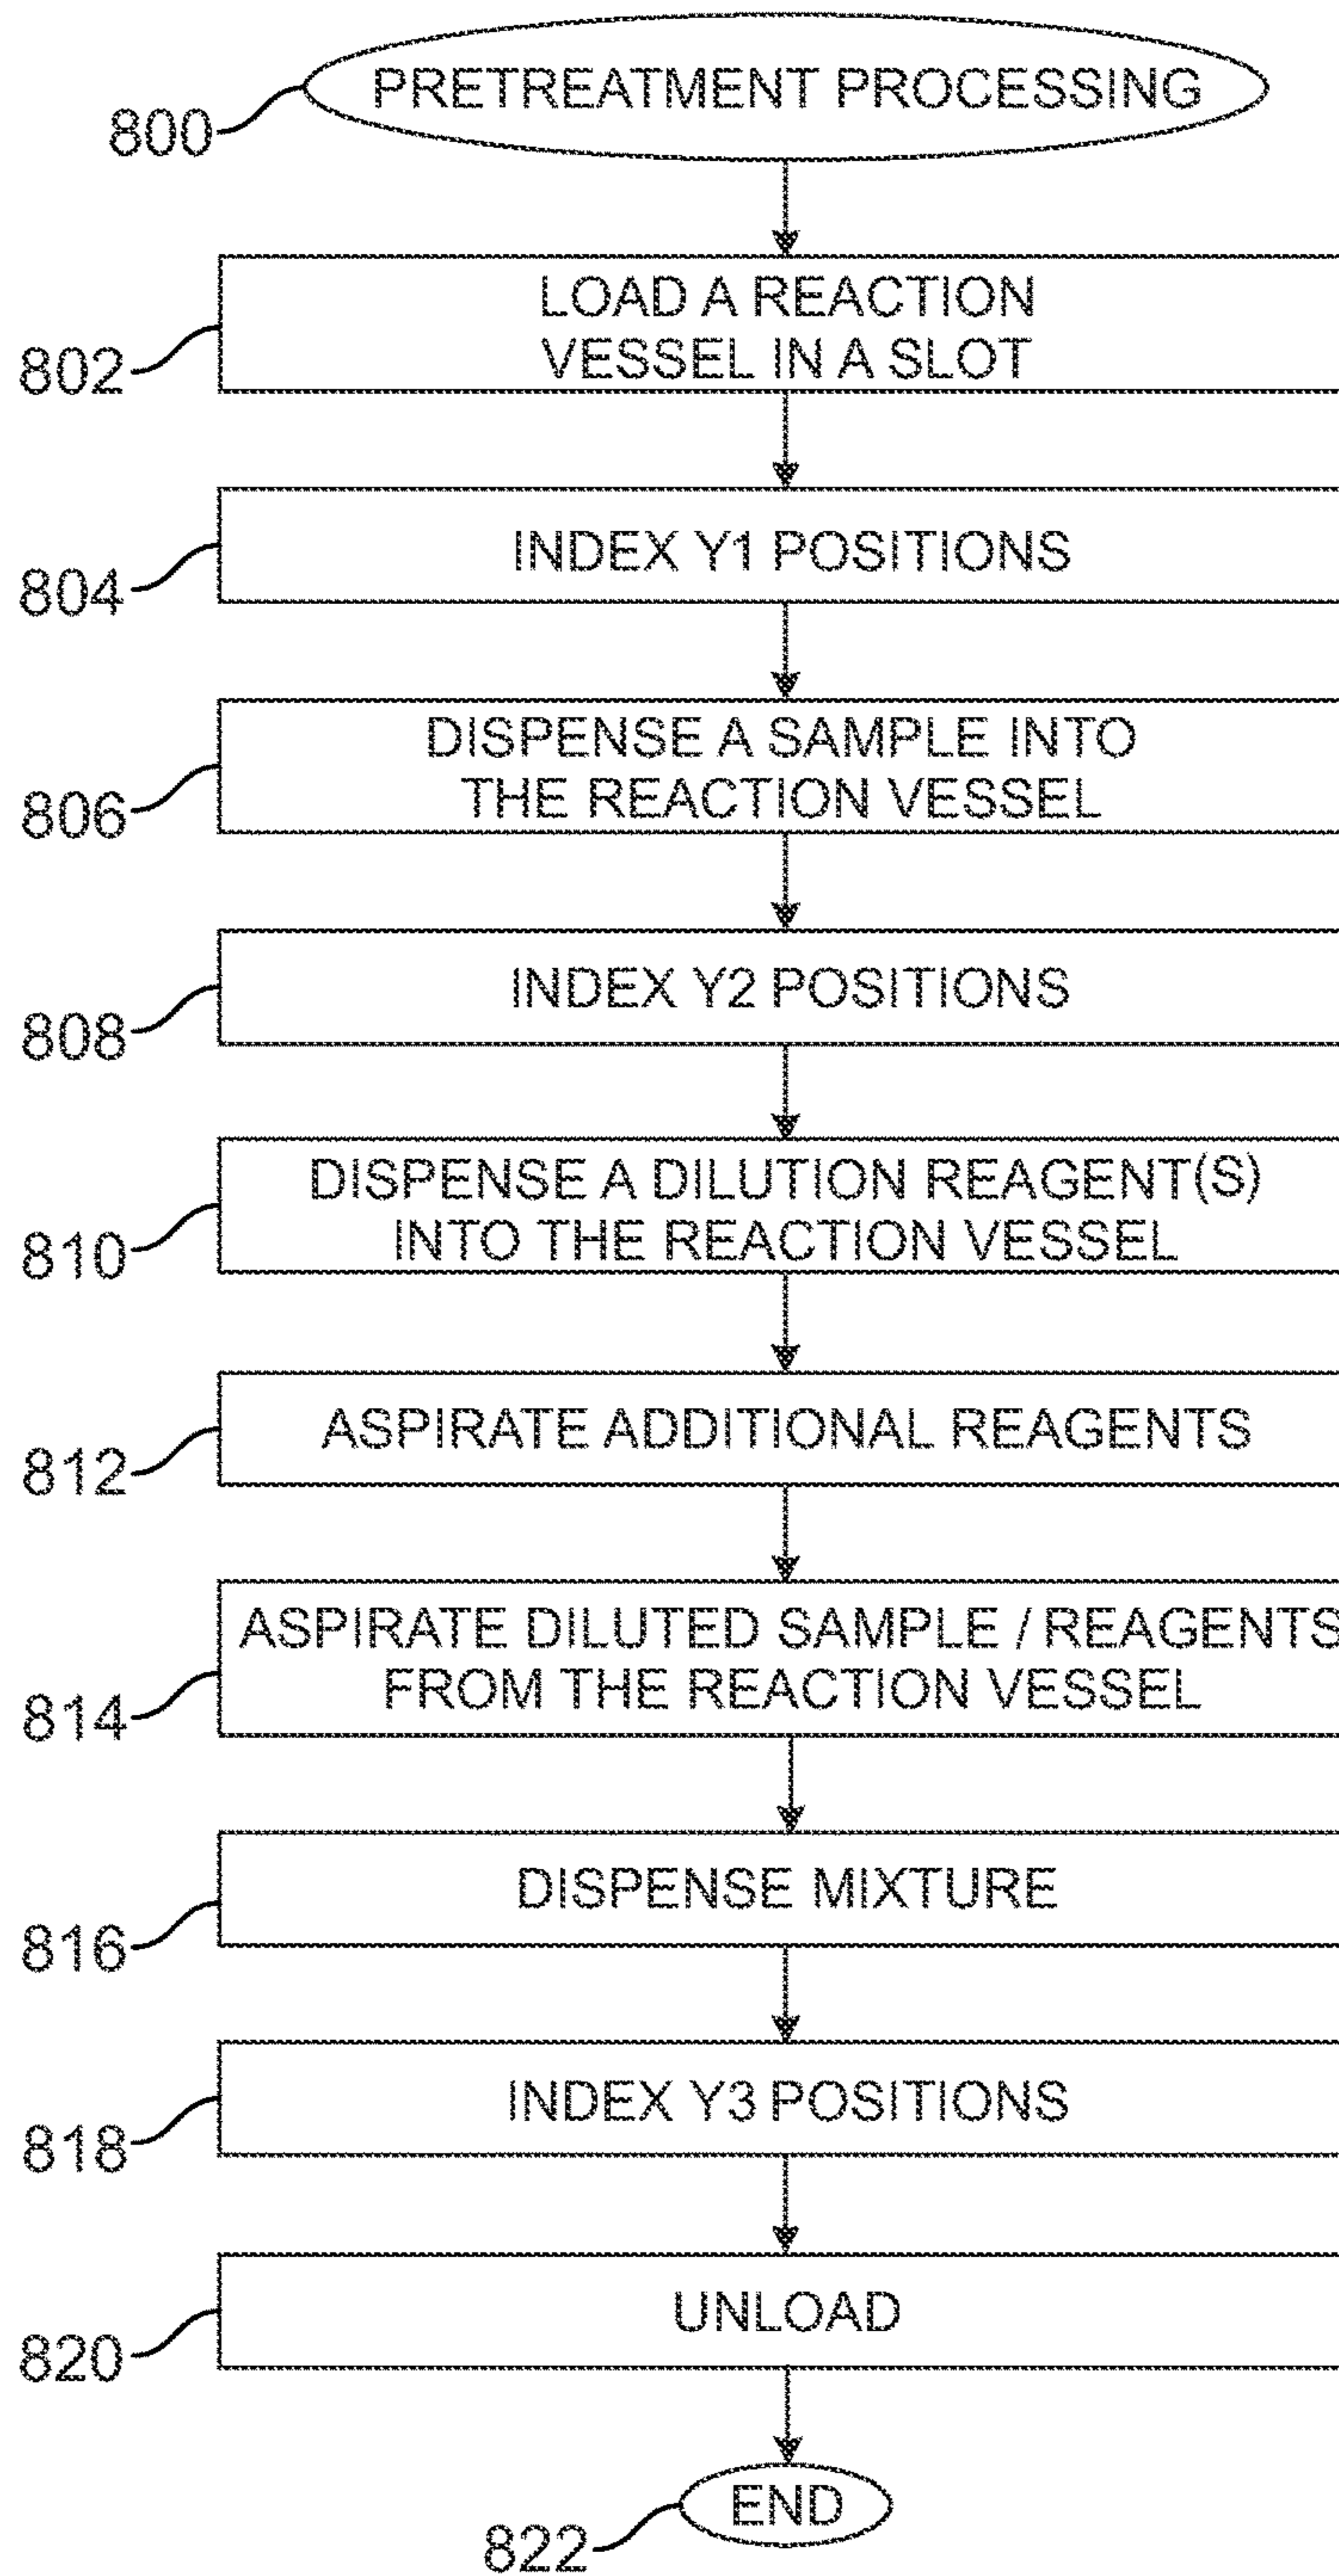 PRETREATMENT PROCESSING
800
LOAD A REACTION
VESSEL IN A SLOT
802
INDEX Y1 POSITIONS
804
DISPENSE A SAMPLE INTO
THE REACTION VESSEL
806
INDEX Y2 POSITIONS
808
DISPENSE A DILUTION REAGENT(S)
INTO THE REACTION VESSEL
810
ASPIRATE ADDITIONAL REAGENTS
812
ASPIRATE DILUTED SAMPLE / REAGENTS
FROM THE REACTION VESSEL
814
DISPENSE MIXTURE
816
INDEX Y3 POSITIONS
818
UNLOAD
820
END
822